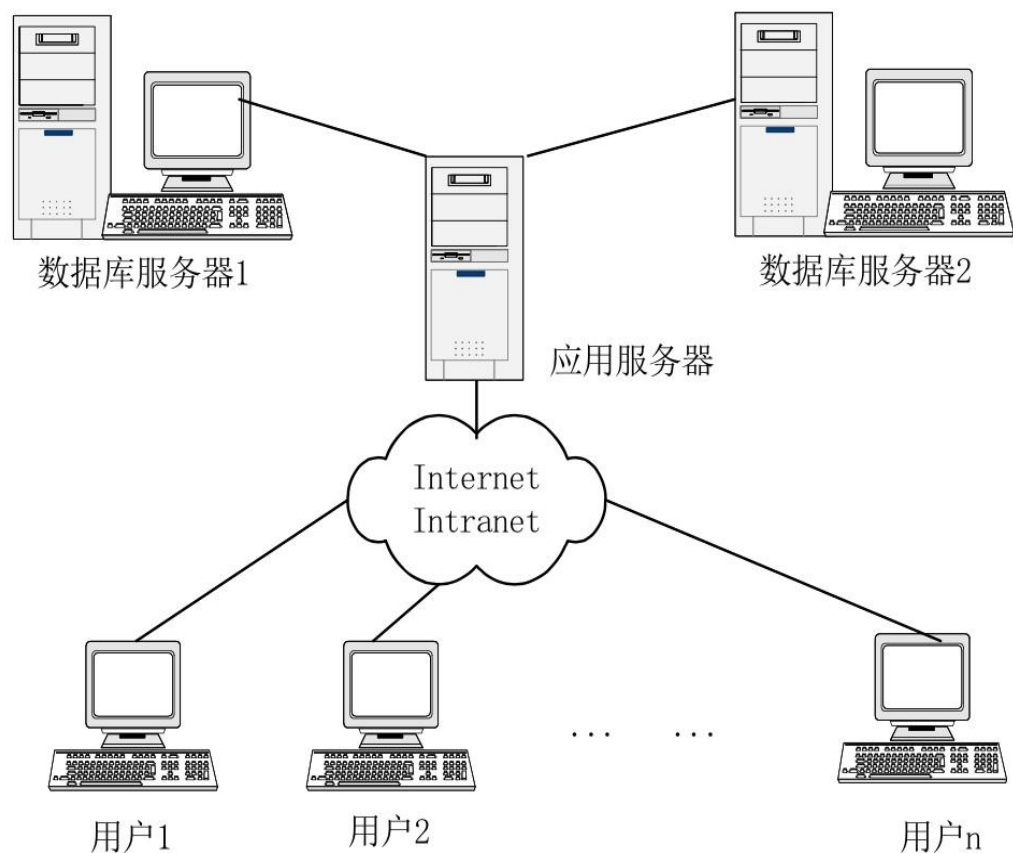 数据库服务器1
数据库服务器2
应用服务器
Internet
Intranet
... ...
用户1
用户2
用户n